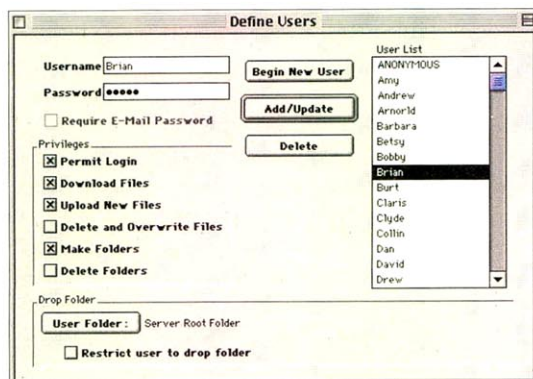 Define Users
Username Brian
Password •••••
Require E-Mail Password
Privileges
Permit Login
Download Files
Upload New Files
Delete and Overwrite Files
Make Folders
Delete Folders
Begin New User
Add/Update
Delete
User List
ANONYMOUS
Amy
Andrew
Arnorld
Barbara
Betsy
Bobby
Brian
Burt
Claris
Clyde
Collin
Dan
David
Drew
Drop Folder
User Folder: Server Root Folder
Restrict user to drop folder